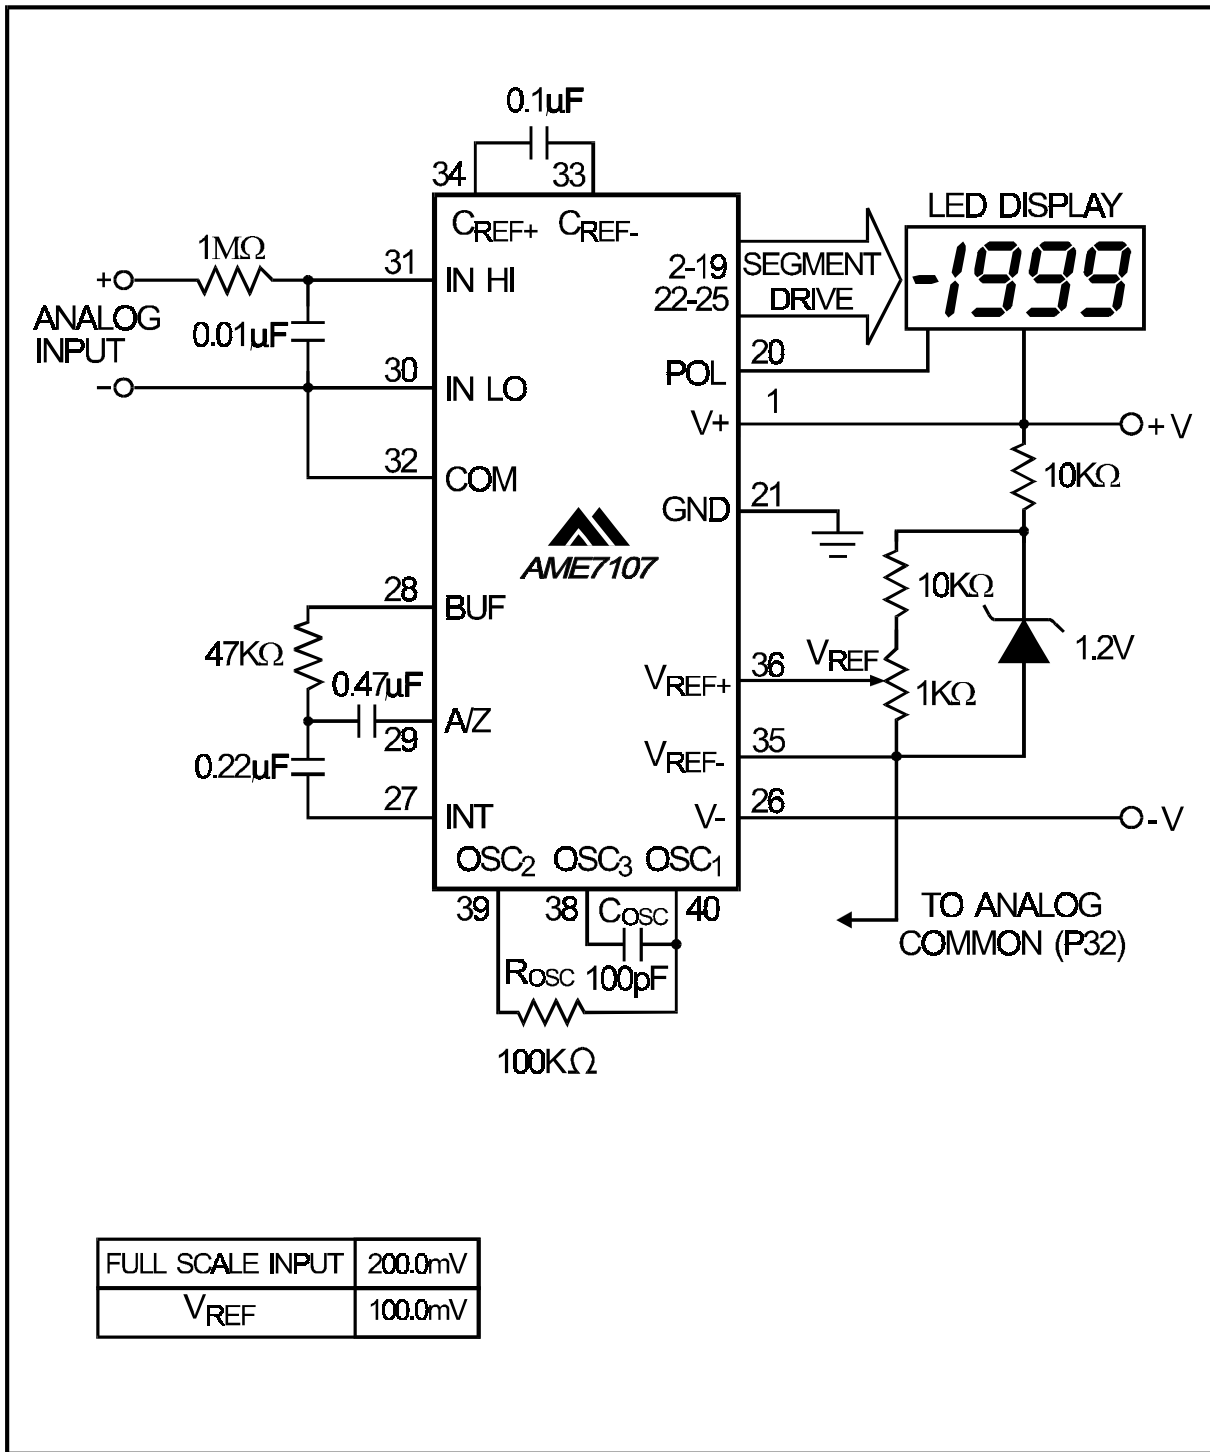 0.1µF
34
33
CREF+
CREF-
LED DISPLAY
-1999
1MΩ
31
+
IN HI
2-19
22-25
SEGMENT
DRIVE
ANALOG
INPUT
0.01µF
30
20
-
IN LO
POL
1
V+
+ V
32
COM
10KΩ
21
GND
AME7107
28
BUF
10KΩ
47KΩ
36
VREF
1.2V
0.47µF
VREF+
1KΩ
29
A/Z
35
0.22µF
VREF-
27
26
INT
V-
- V
OSC2
OSC3
OSC1
39
38
COSC
40
TO ANALOG
COMMON (P32)
ROSC
100pF
100KΩ
FULL SCALE INPUT 200.0mV
VREF 100.0mV